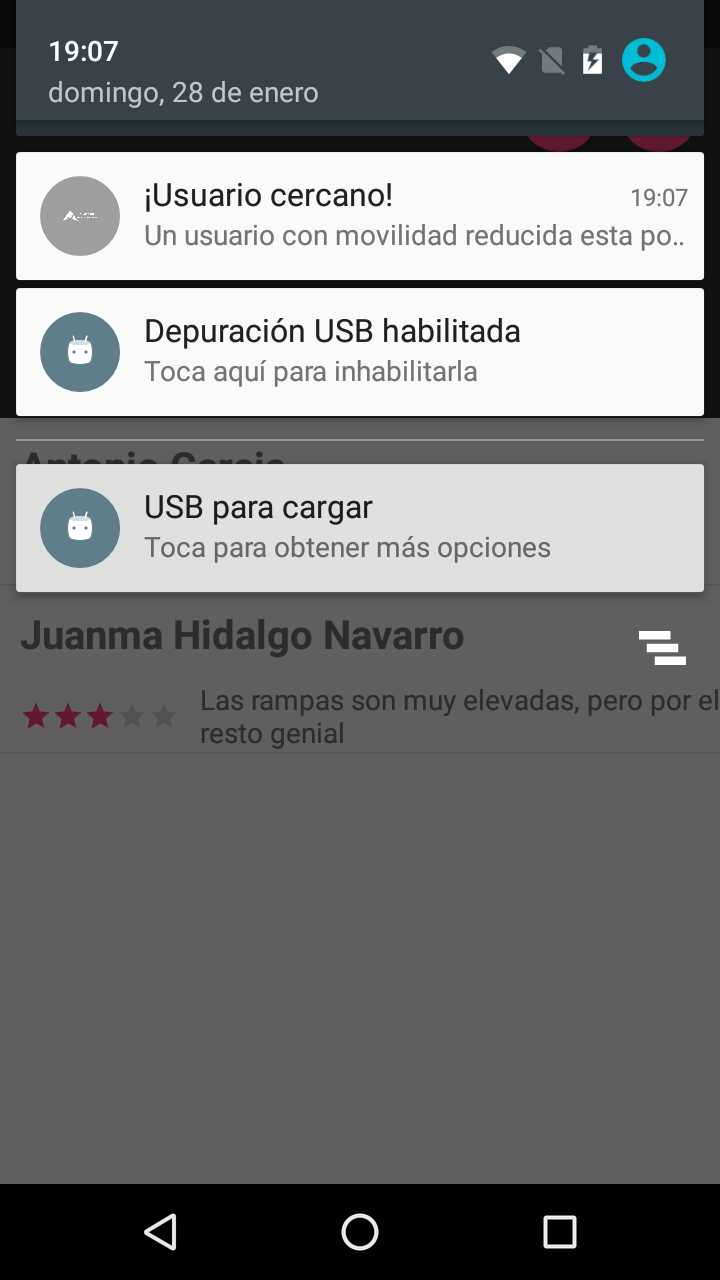 19:07
domingo, 28 de enero
¡Usuario cercano!
19:07
Un usuario con movilidad reducida esta po..
Depuración USB habilitada
Toca aquí para inhabilitarla
Antonio Garcia
USB para cargar
Toca para obtener más opciones
Juanma Hidalgo Navarro
Las rampas son muy elevadas, pero por el
resto genial